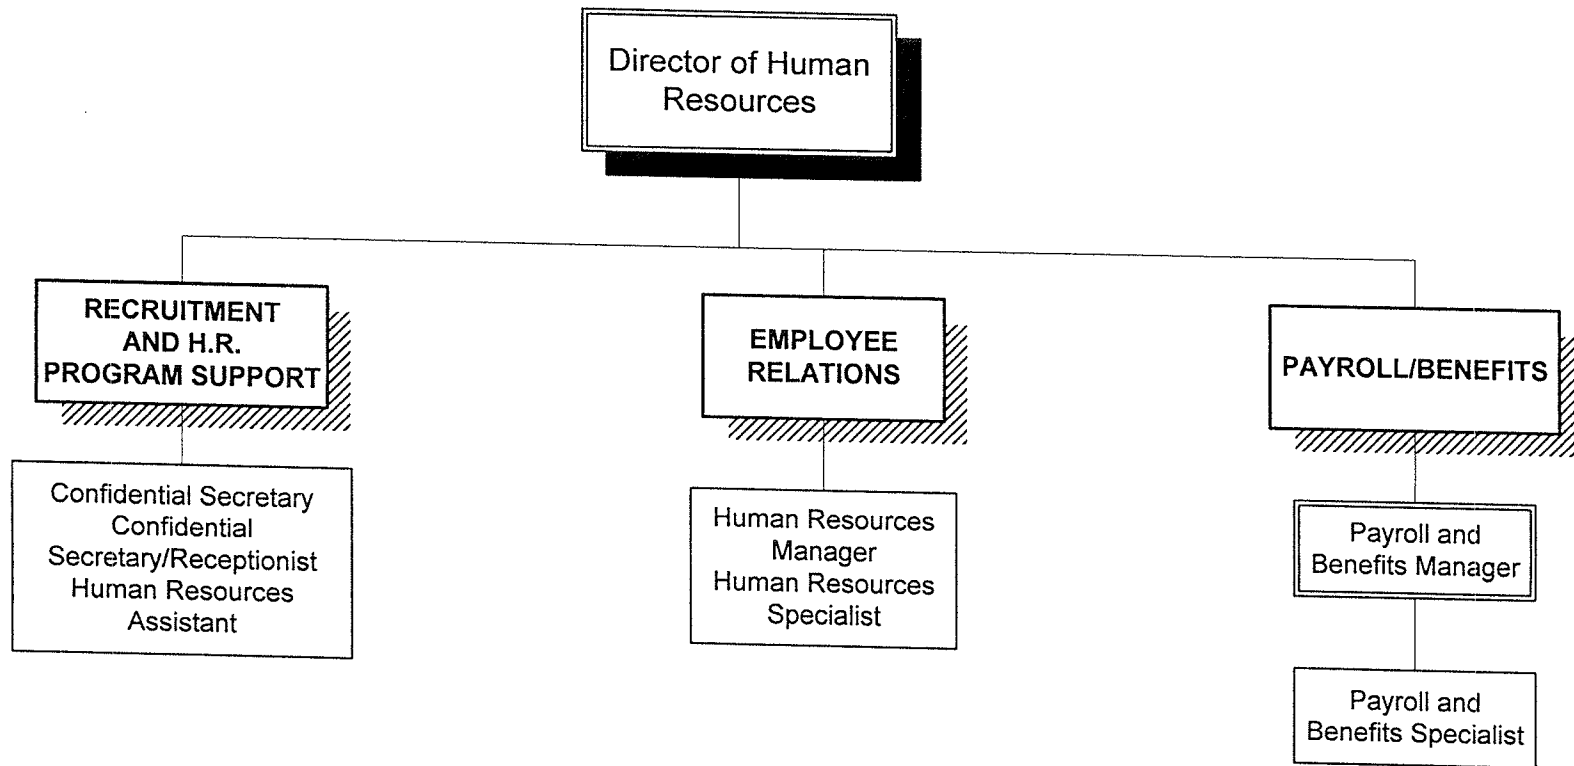 Director of Human
Resources
RECRUITMENT
AND H.R.
PROGRAM SUPPORT
Confidential Secretary
Confidential
Secretary/Receptionist
Human Resources
Assistant
EMPLOYEE
RELATIONS
Human Resources
Manager
Human Resources
Specialist
PAYROLL/BENEFITS
Payroll and
Benefits Manager
Payroll and
Benefits Specialist